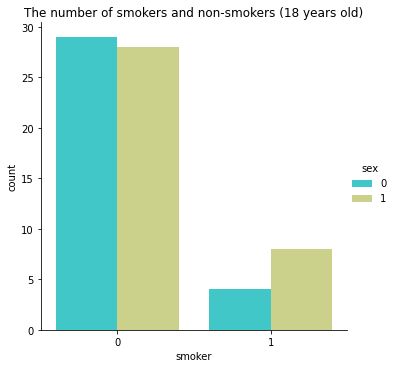 The number of smokers and non-smokers (18 years old)
30
25
20
15
10
5
0
count
0
1
smoker
sex
0
1